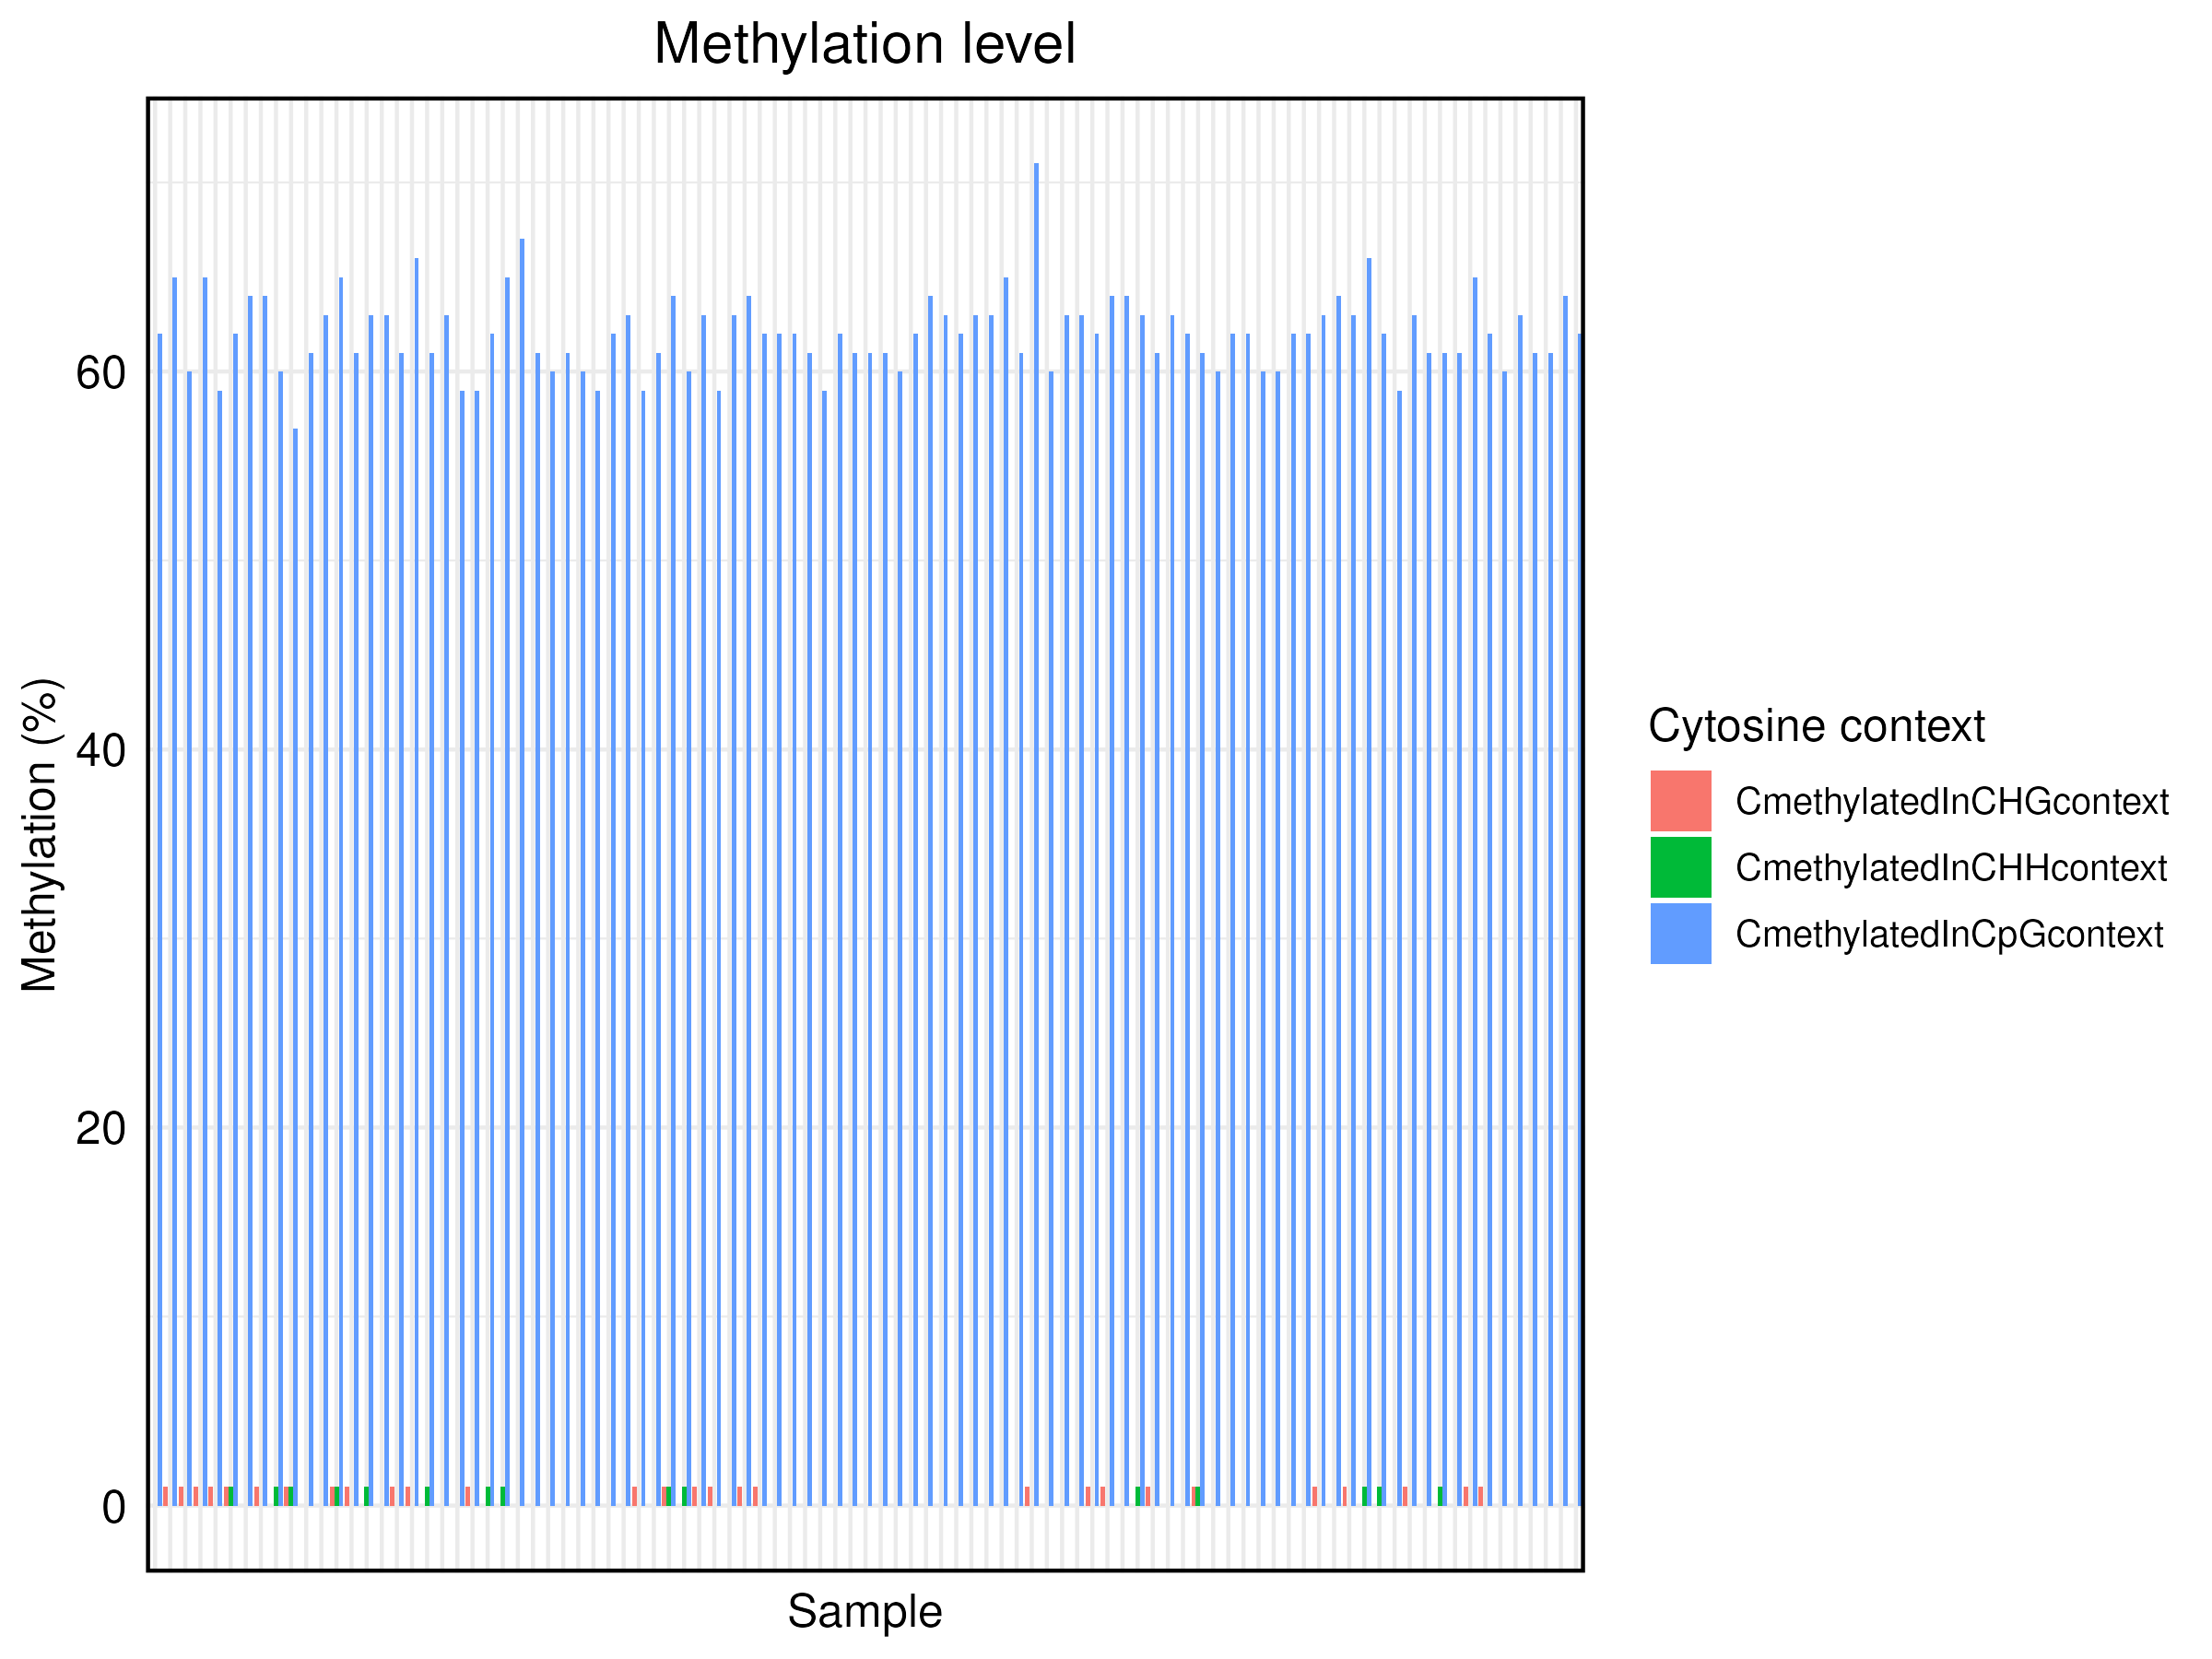 Methylation level
Methylation (%)
60
40
20
0
Sample
Cytosine context
CmethylatedInCHGcontext
CmethylatedInCHHcontext
CmethylatedInCpGcontext